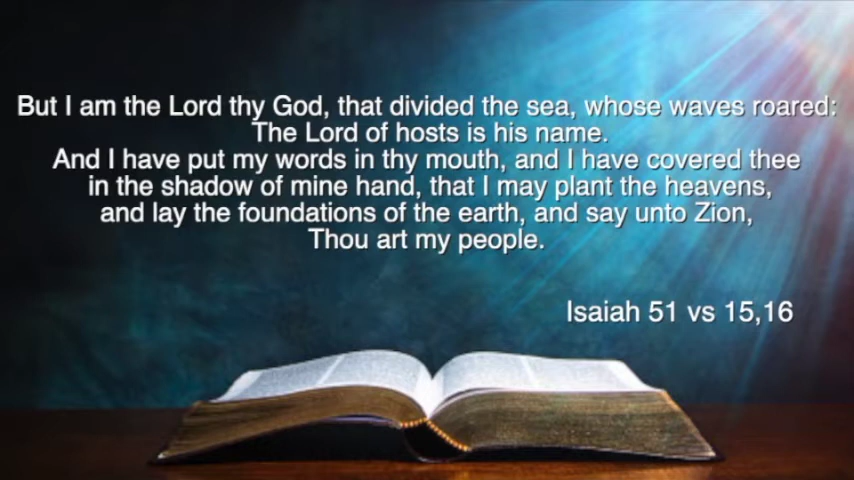 But I am the Lord thy God, that divided the sea, whose waves roared:
The Lord of hosts is his name.
And I have put my words in thy mouth, and I have covered thee
in the shadow of mine hand, that I may plant the heavens,
and lay the foundations of the earth, and say unto Zion,
Thou art my people.
Isaiah 51 vs 15,16